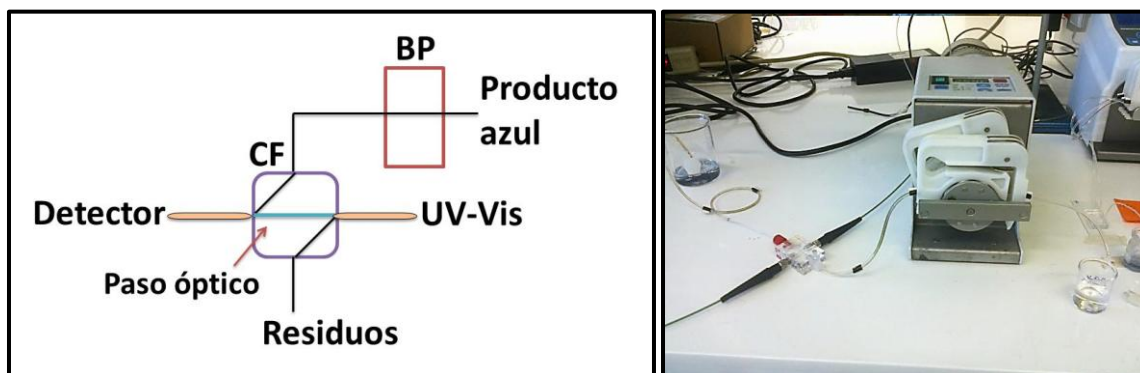 BP
Producto
azul
CF
Detector
UV-Vis
Paso óptico
Residuos